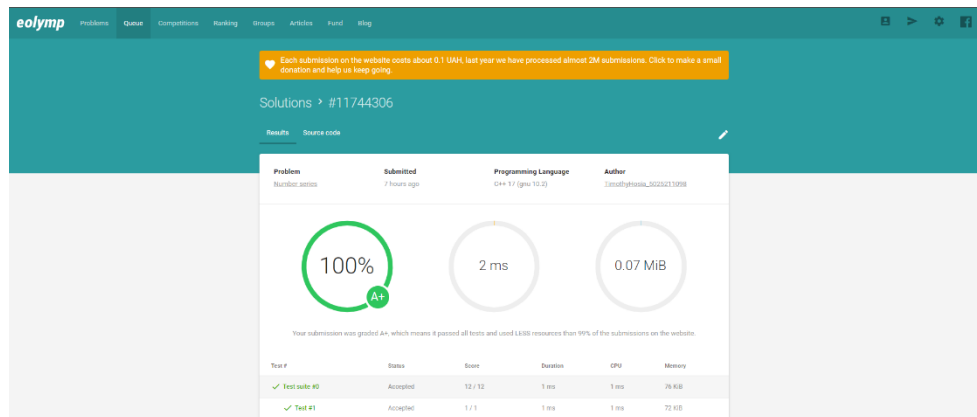 eolymp Problems Queue Competitions Ranking Groups Articles Fund Blog
Each submission on the website costs about 0.1 UAH, last year we have processed almost 2M submissions. Click to make a small
donation and help us keep going.
Solutions > #11744306
Results Source code
Problem Submitted Programming Language Author
Number series 7 hours ago C++ 17 (gnu 10.2) TimothyHosia_5025211098
100% 2 ms 0.07 MiB
A+
Your submission was graded A+, which means it passed all tests and used LESS resources than 99% of the submissions on the website.
Test # Status Score Duration CPU Memory
Test suite #0 Accepted 12 / 12 1 ms 1 ms 76 KiB
Test #1 Accepted 1 / 1 1 ms 1 ms 72 KiB